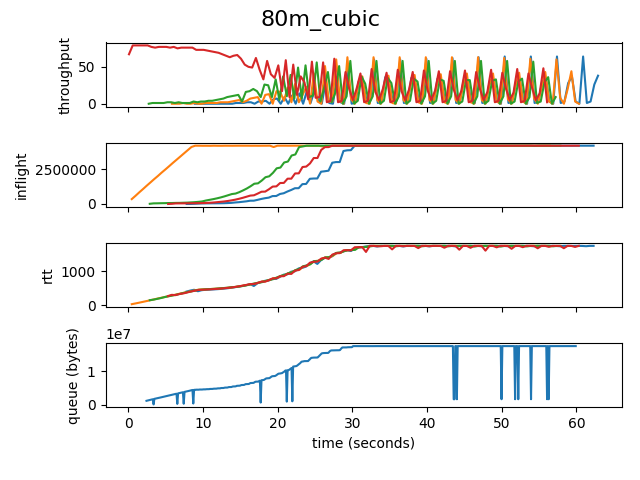 80m_cubic
throughput
50
0
inflight
2500000
0
rtt
1000
0
1e7
queue (bytes)
1
0
0 10 20 30 40 50 60
time (seconds)